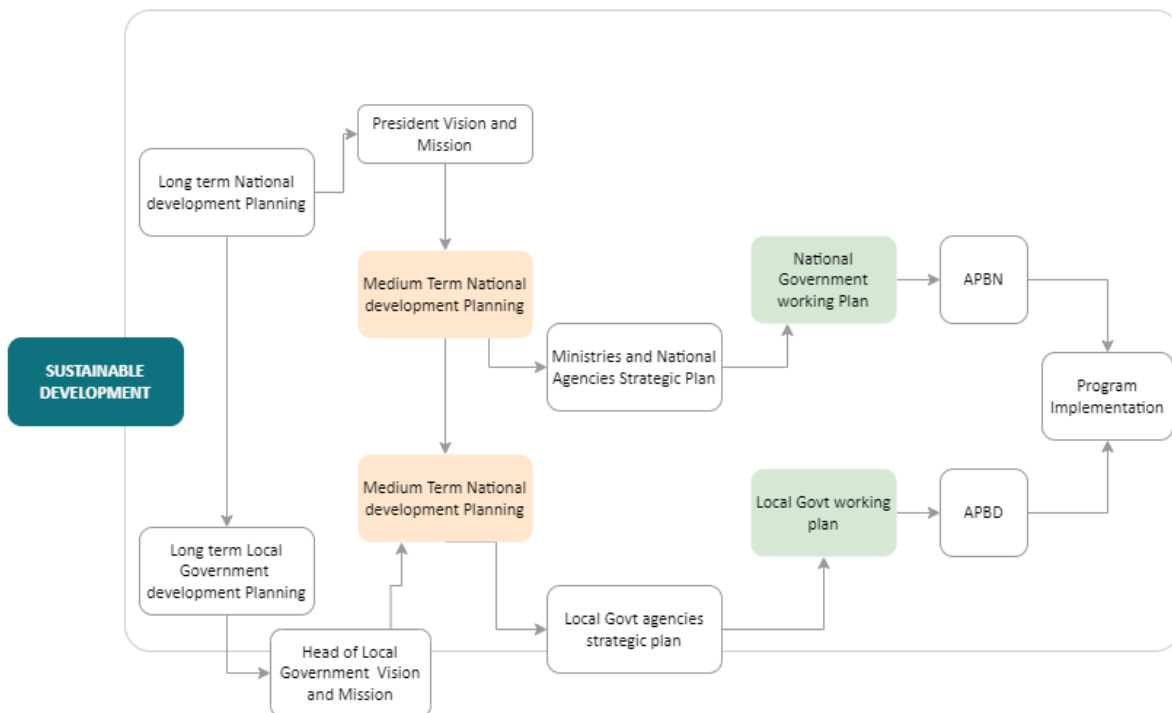 President Vision and
Mission
Long term National
development Planning
Medium Term National
development Planning
National
Government
working Plan
APBN
Ministries and National
Agencies Strategic Plan
SUSTAINABLE
DEVELOPMENT
Program
Implementation
Medium Term National
development Planning
Local Govt working
plan
APBD
Long term Local
Government
development Planning
Local Govt agencies
strategic plan
Head of Local
Government Vision
and Mission